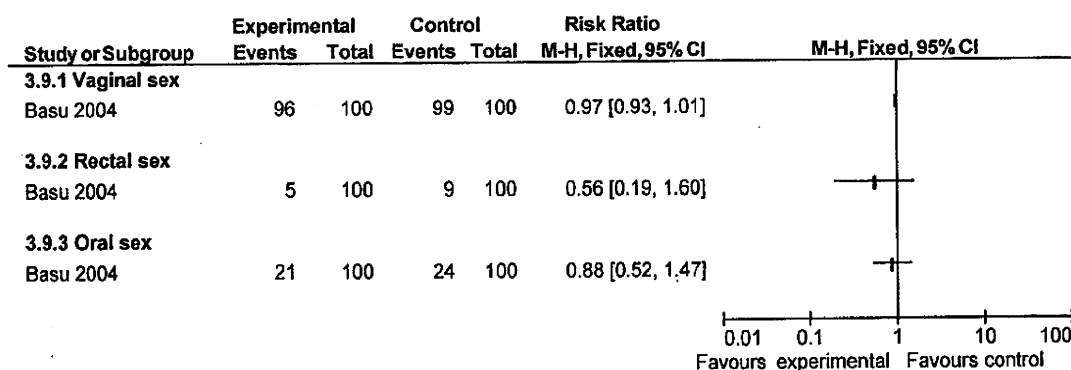 Experimental Control Risk Ratio
Study or Subgroup Events Total Events Total M-H, Fixed, 95% CI M-H, Fixed, 95% CI
3.9.1 Vaginal sex
Basu 2004 96 100 99 100 0.97 [0.93, 1.01]
3.9.2 Rectal sex
Basu 2004 5 100 9 100 0.56 [0.19, 1.60]
3.9.3 Oral sex
Basu 2004 21 100 24 100 0.88 [0.52, 1.47]
0.01 0.1 1 10 100
Favours experimental Favours control